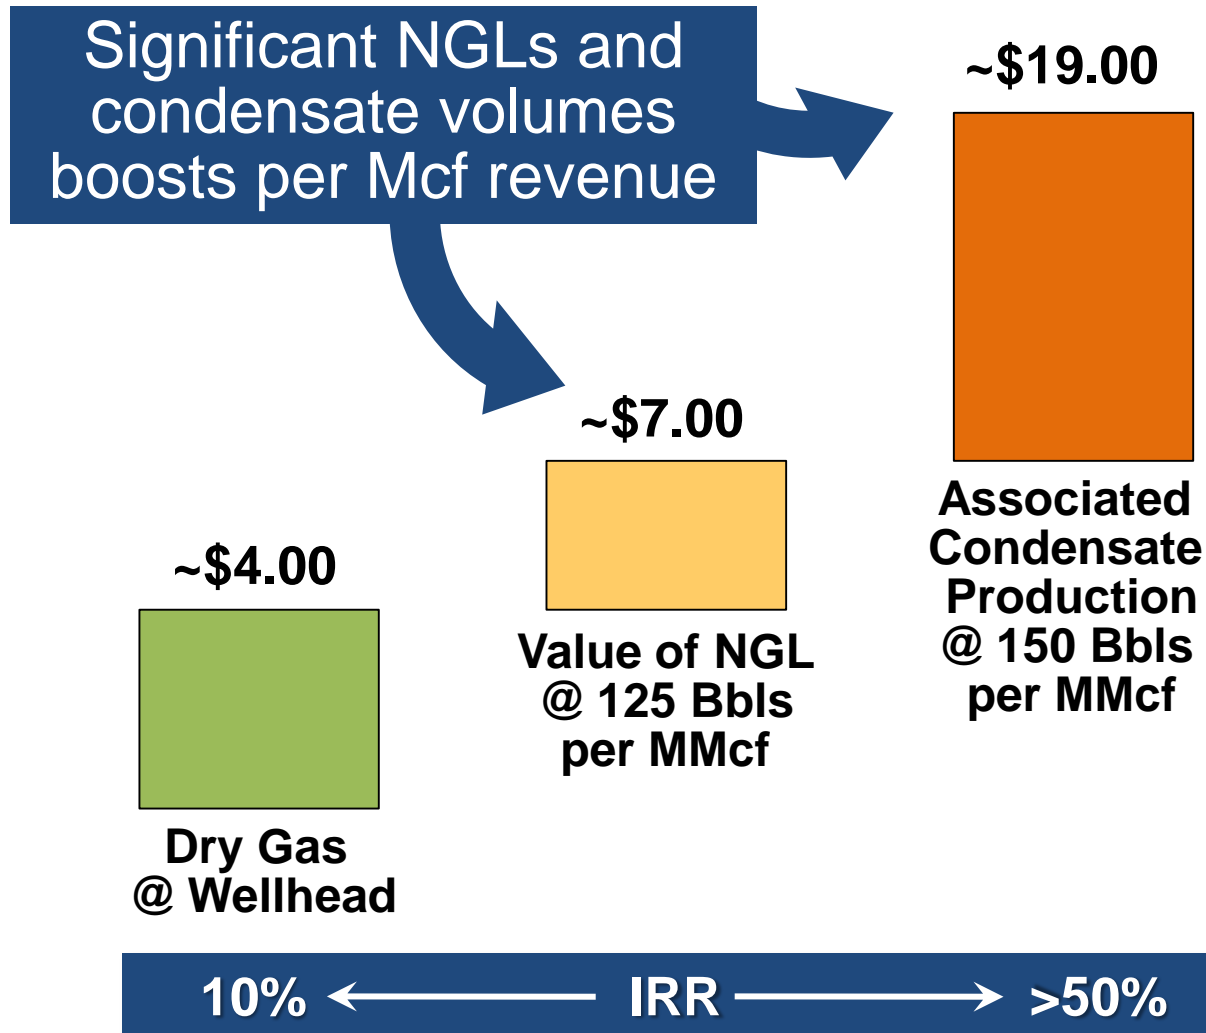 Significant NGLs and
condensate volumes
boosts per Mcf revenue
~$19.00
~$7.00
~$4.00
Associated
Condensate
Production
@ 150 Bbls
per MMcf
Value of NGL
@ 125 Bbls
per MMcf
Dry Gas
@ Wellhead
10% IRR >50%